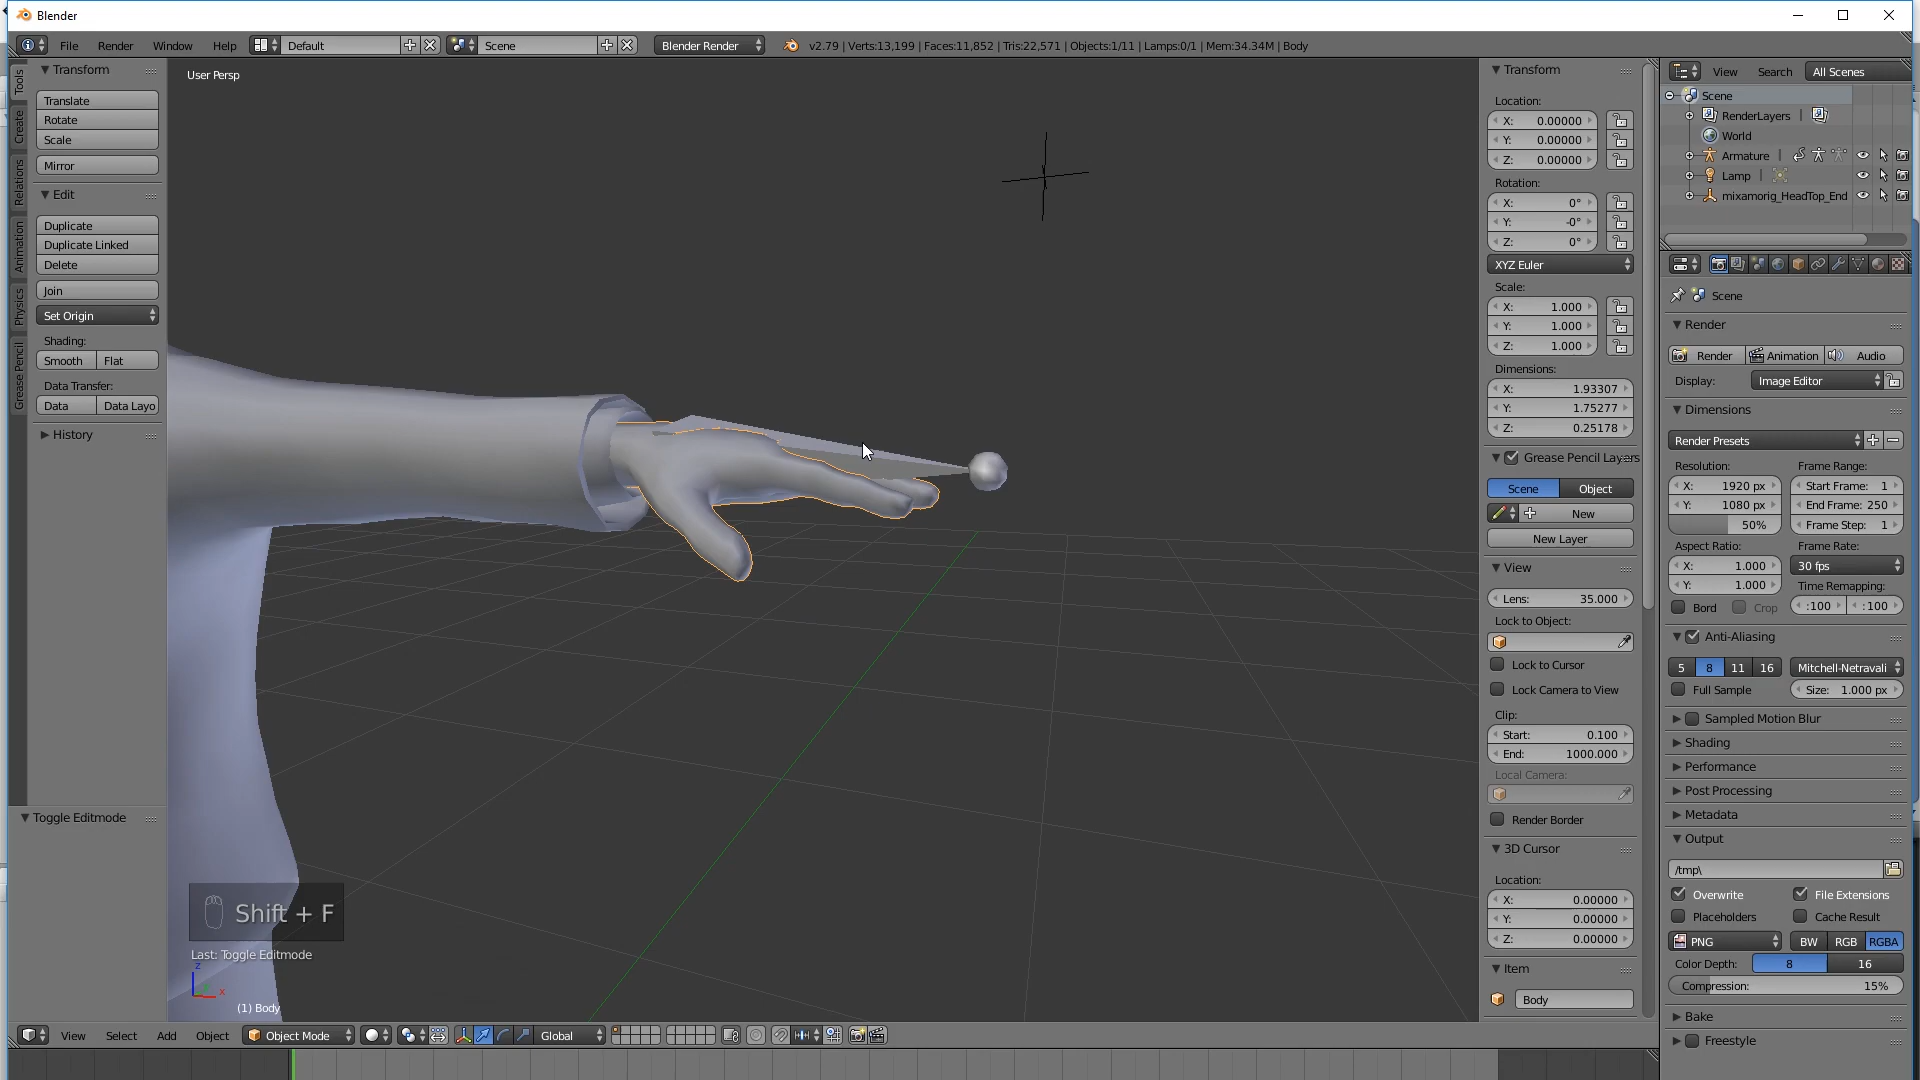 Blender
File Render Window Help Default Scene Blender Render v2.79 | Verts:13,199 | Faces:11,852 | Tris:22,571 | Objects:1/11 | Lamps:0/1 | Mem:34.34M | Body
Tools
Create
Relations
Animation
Physics
Grease Pencil
Transform
Translate
Rotate
Scale
Mirror
Edit
Duplicate
Duplicate Linked
Delete
Join
Set Origin
Shading:
Smooth Flat
Data Transfer:
Data Data Layo
History
Toggle Editmode
User Persp
Shift + F
Last: Toggle Editmode
z
x
(1) Body
View Select Add Object Object Mode Global
Transform
Location:
X: 0.00000
Y: 0.00000
Z: 0.00000
Rotation:
X: 0°
Y: -0°
Z: 0°
XYZ Euler
Scale:
X: 1.000
Y: 1.000
Z: 1.000
Dimensions:
X: 1.93307
Y: 1.75277
Z: 0.25178
Grease Pencil Layers
Scene Object
New
New Layer
View
Lens: 35.000
Lock to Object:
Lock to Cursor
Lock Camera to View
Clip:
Start: 0.100
End: 1000.000
Local Camera:
Render Border
3D Cursor
Location:
X: 0.00000
Y: 0.00000
Z: 0.00000
Item
Body
View Search All Scenes
Scene
RenderLayers
World
Armature
Lamp
mixamorig_HeadTop_End
Scene
Render
Render Animation Audio
Display: Image Editor
Dimensions
Render Presets
Resolution: Frame Range:
X: 1920 px Start Frame: 1
Y: 1080 px End Frame: 250
50% Frame Step: 1
Aspect Ratio: Frame Rate:
X: 1.000 30 fps
Y: 1.000 Time Remapping:
Bord Crop :100 :100
Anti-Aliasing
5 8 11 16 Mitchell-Netravali
Full Sample Size: 1.000 px
Sampled Motion Blur
Shading
Performance
Post Processing
Metadata
Output
/tmp\
Overwrite File Extensions
Placeholders Cache Result
PNG BW RGB RGBA
Color Depth: 8 16
Compression: 15%
Bake
Freestyle